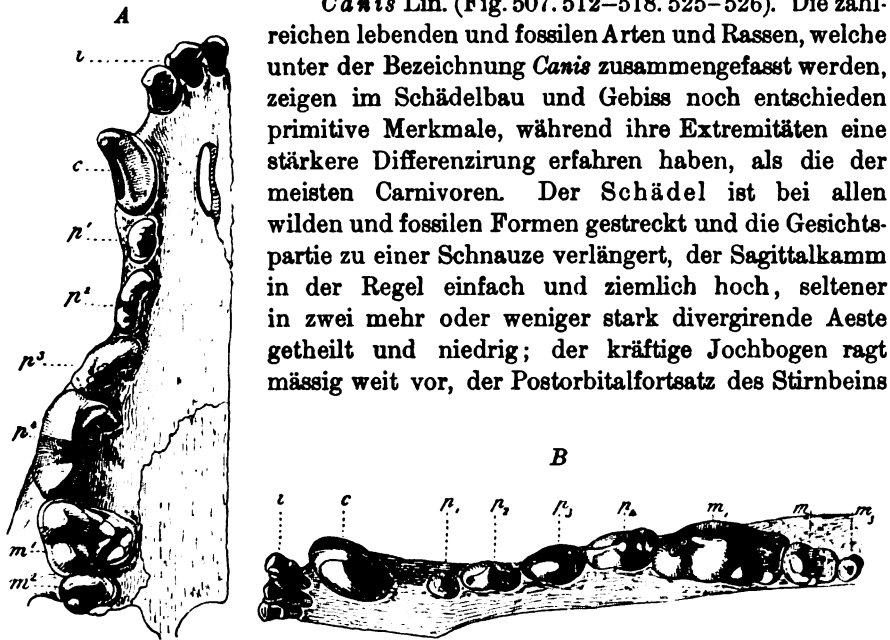 A
Canis Lin. (Fig. 507. 512–518. 525–526). Die zahl-
reichen lebenden und fossilen Arten und Rassen, welche
unter der Bezeichnung Canis zusammengefasst werden,
zeigen im Schädelbau und Gebiss noch entschieden
primitive Merkmale, während ihre Extremitäten eine
stärkere Differenzirung erfahren haben, als die der
meisten Carnivoren. Der Schädel ist bei allen
wilden und fossilen Formen gestreckt und die Gesichts-
partie zu einer Schnauze verlängert, der Sagittalkamm
in der Regel einfach und ziemlich hoch, seltener
in zwei mehr oder weniger stark divergirende Aeste
getheilt und niedrig; der kräftige Jochbogen ragt
mässig weit vor, der Postorbitalfortsatz des Stirnbeins
ı
c
p¹
p²
p³
p⁴
m¹
m²
B
ı c p₁ p₂ p₃ p₄ m₁ m m₃